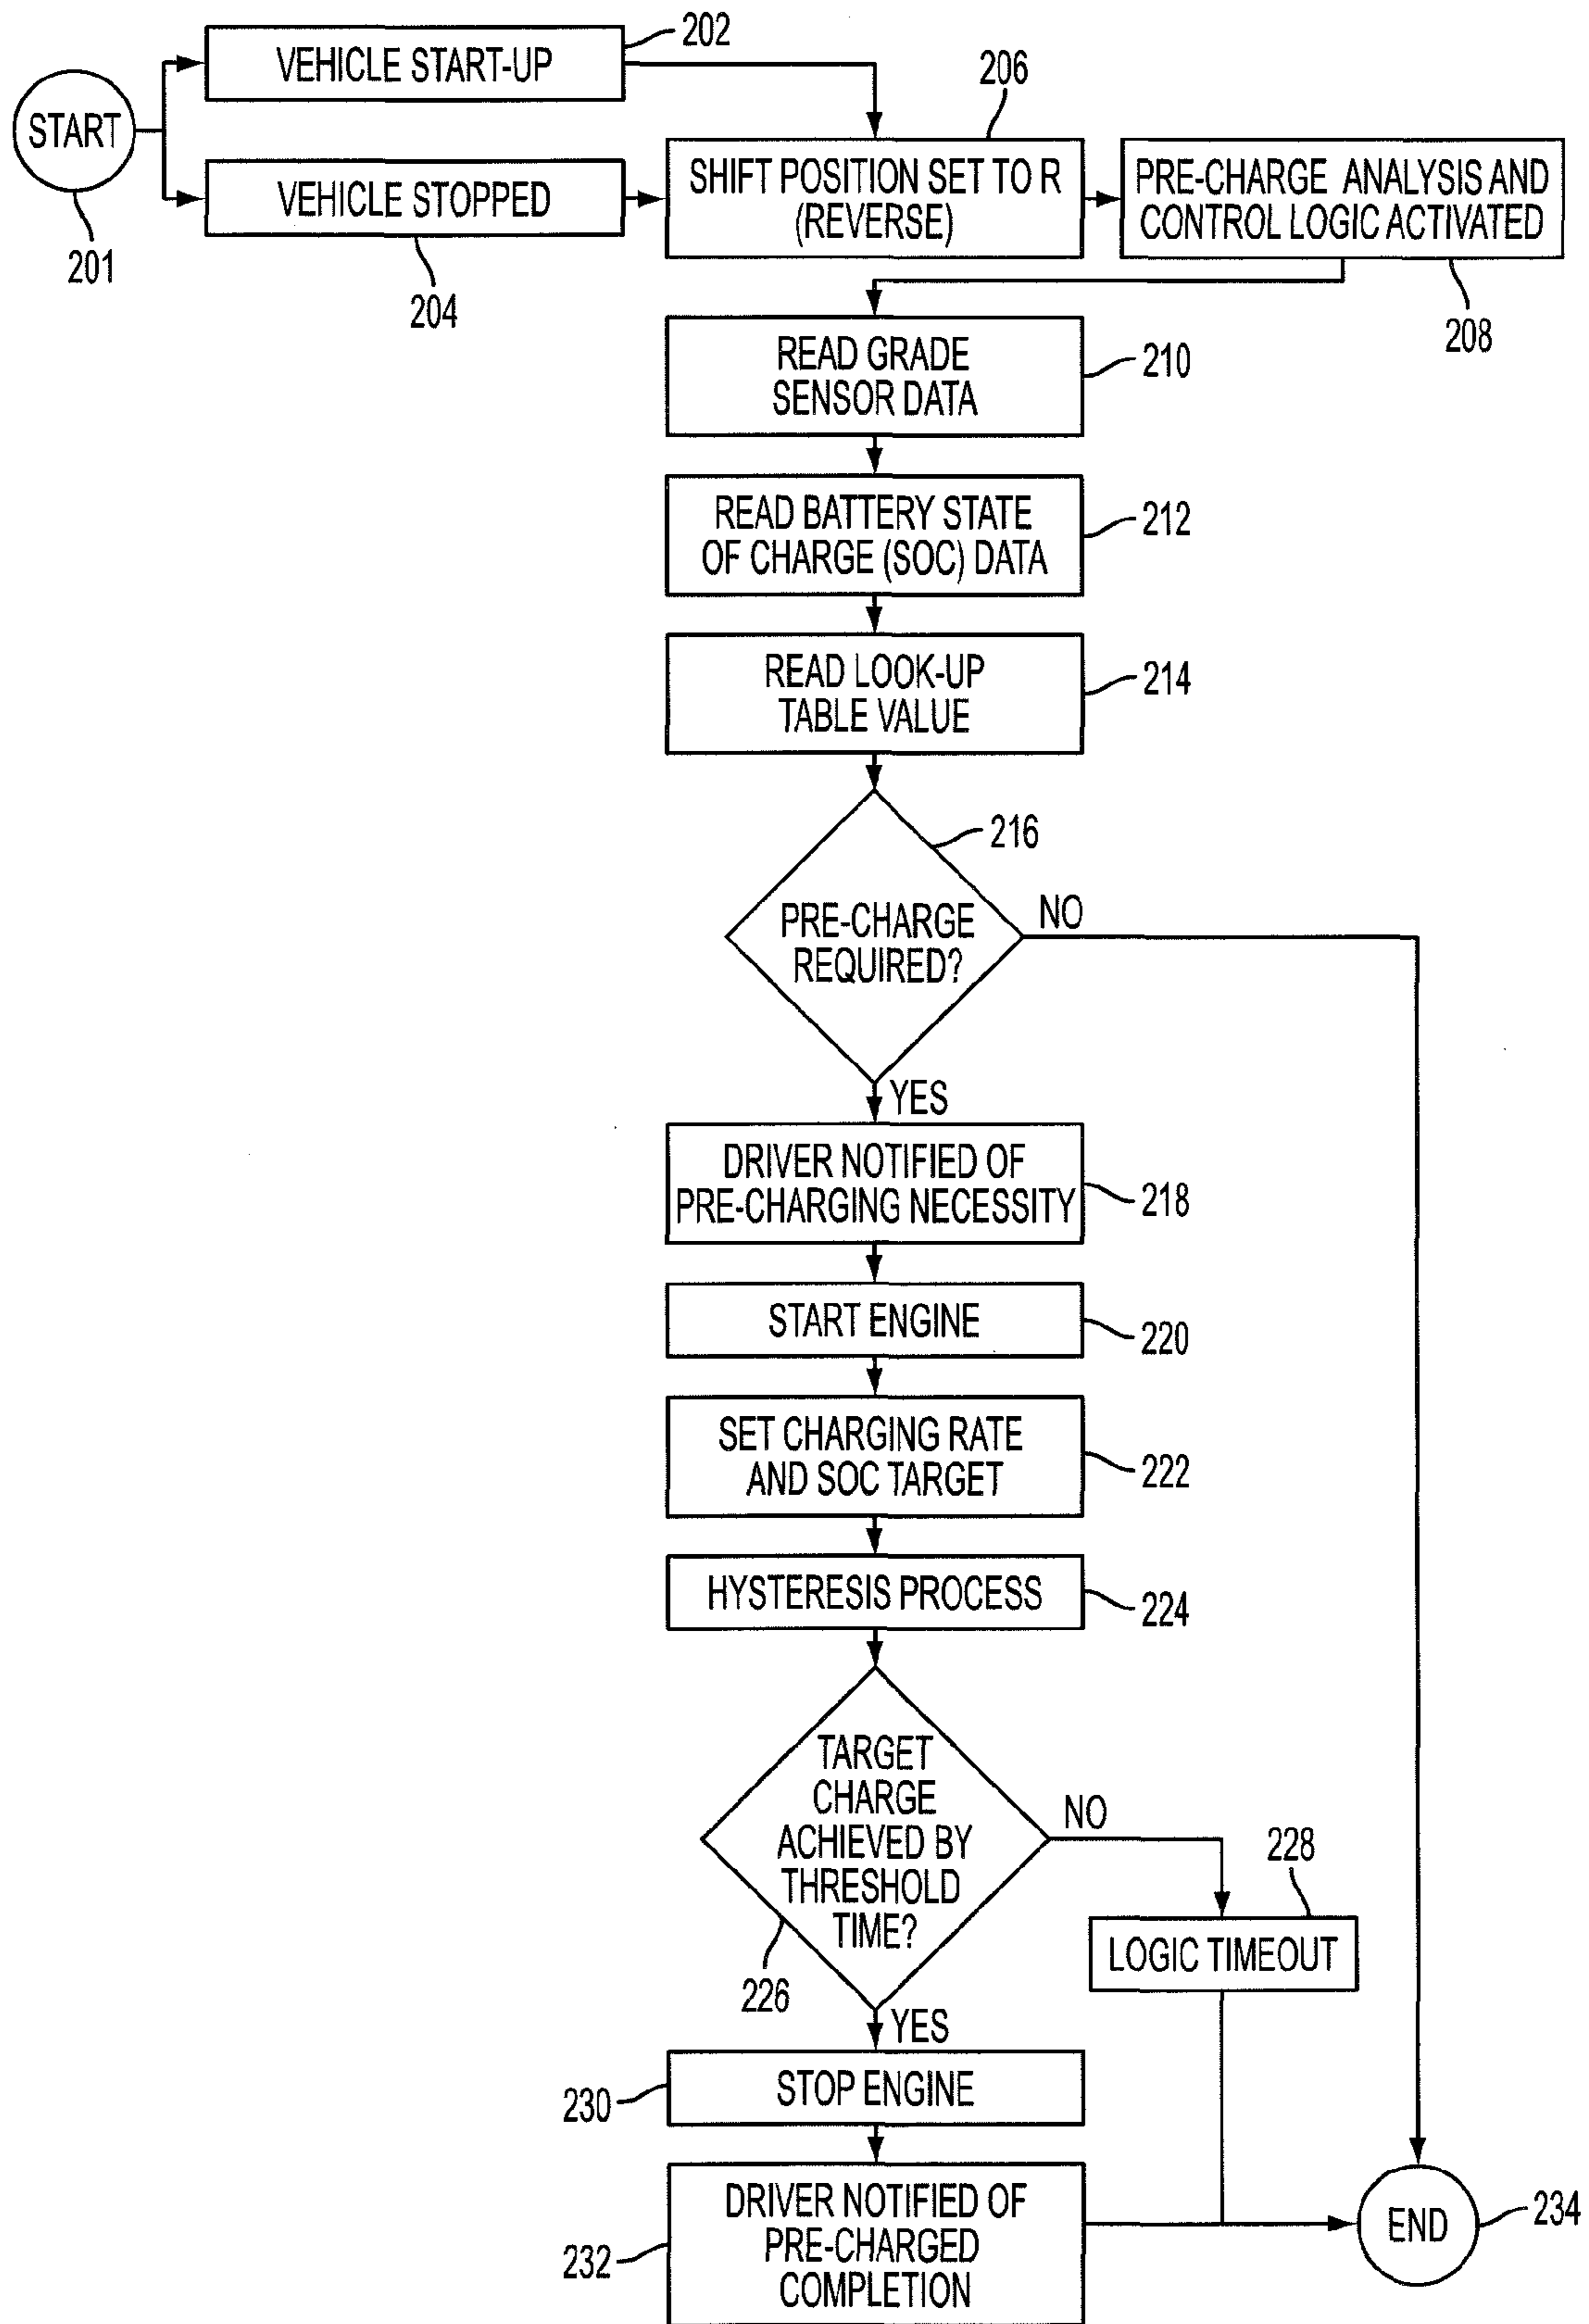 202
VEHICLE START-UP
206
START
SHIFT POSITION SET TO R
(REVERSE)
PRE-CHARGE ANALYSIS AND
CONTROL LOGIC ACTIVATED
VEHICLE STOPPED
201
204
208
READ GRADE
SENSOR DATA
210
READ BATTERY STATE
OF CHARGE (SOC) DATA
212
READ LOOK-UP
TABLE VALUE
214
216
PRE-CHARGE
REQUIRED?
NO
YES
DRIVER NOTIFIED OF
PRE-CHARGING NECESSITY
218
START ENGINE
220
SET CHARGING RATE
AND SOC TARGET
222
HYSTERESIS PROCESS
224
TARGET
CHARGE
ACHIEVED BY
THRESHOLD
TIME?
NO
228
LOGIC TIMEOUT
226
YES
STOP ENGINE
230
DRIVER NOTIFIED OF
PRE-CHARGED
COMPLETION
232
END
234